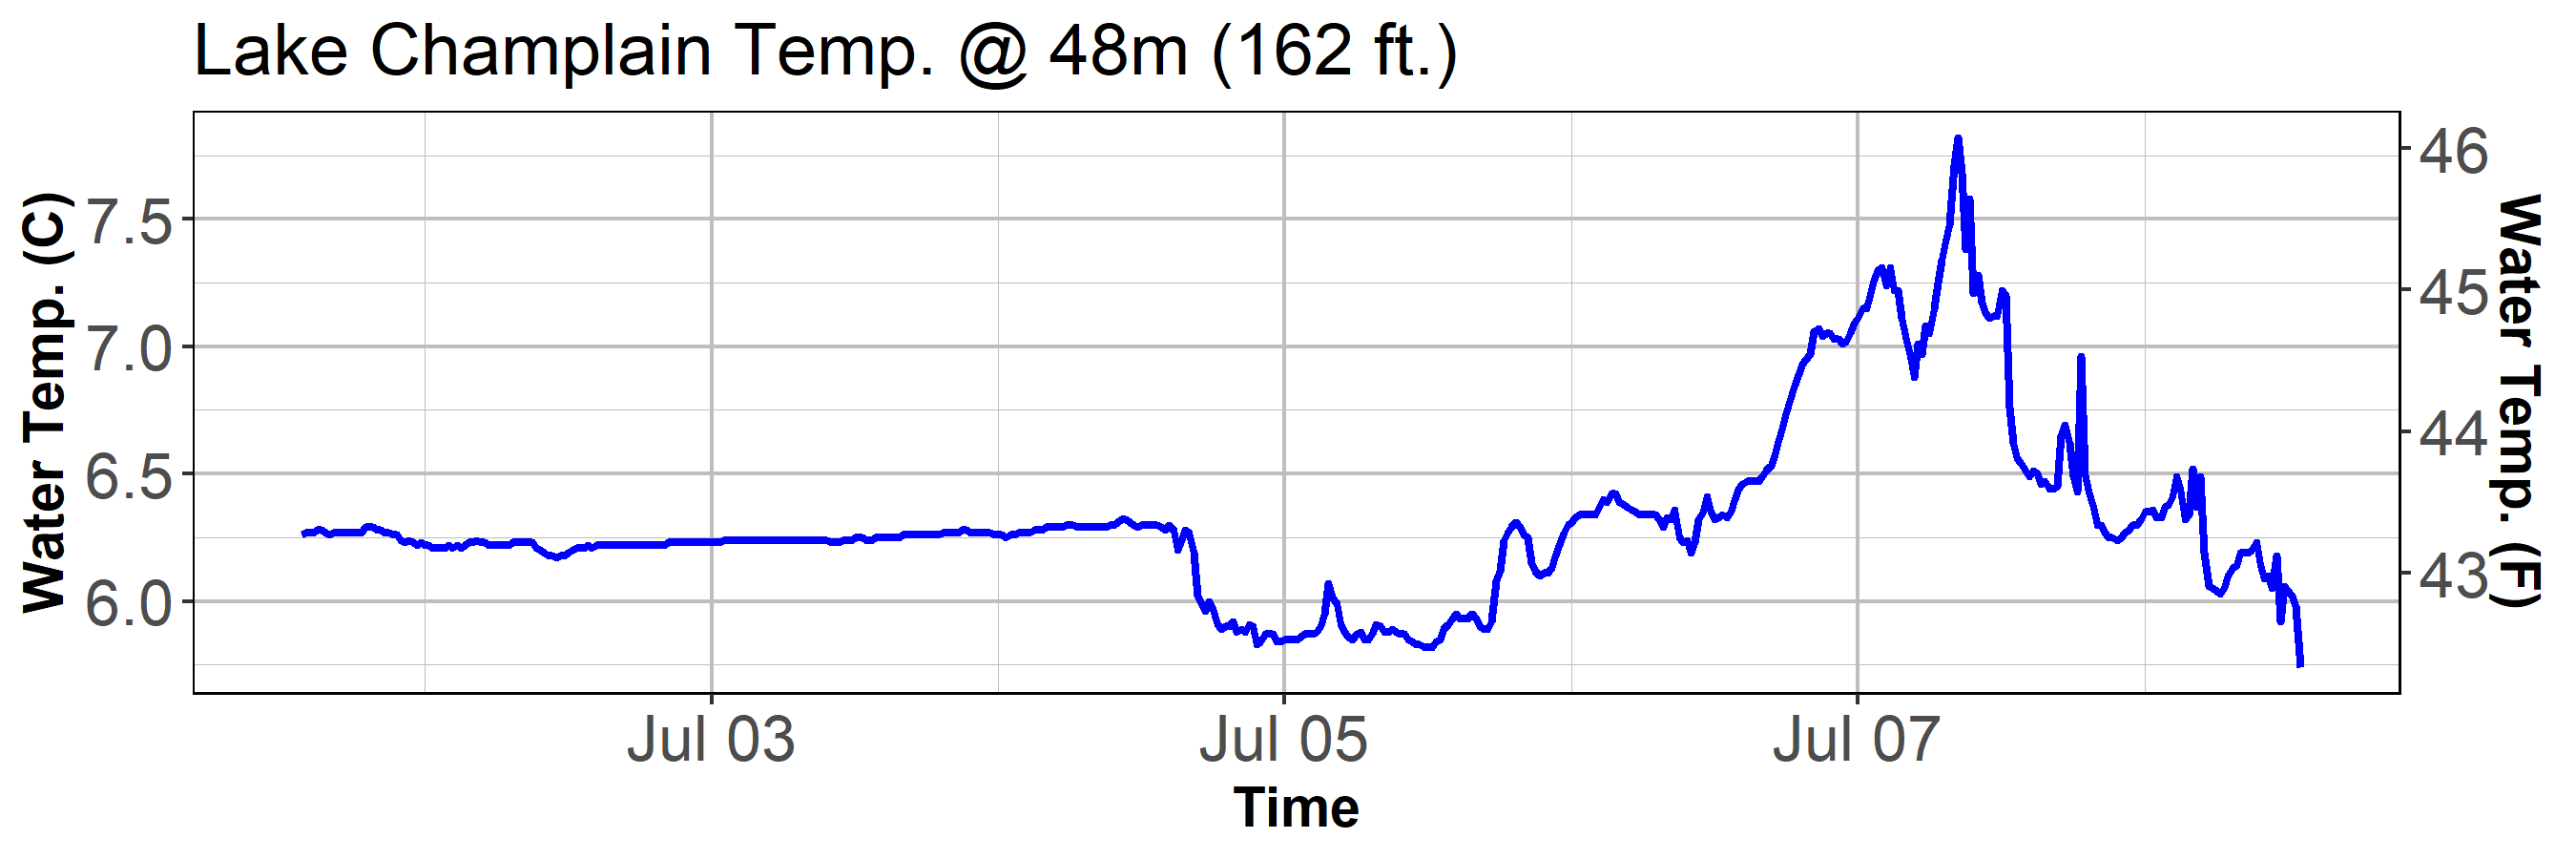 Lake Champlain Temp. @ 48m (162 ft.)
Water Temp. (C)
7.5
7.0
6.5
6.0
46
45
44
43
Water Temp. (F)
Jul 03
Jul 05
Jul 07
Time